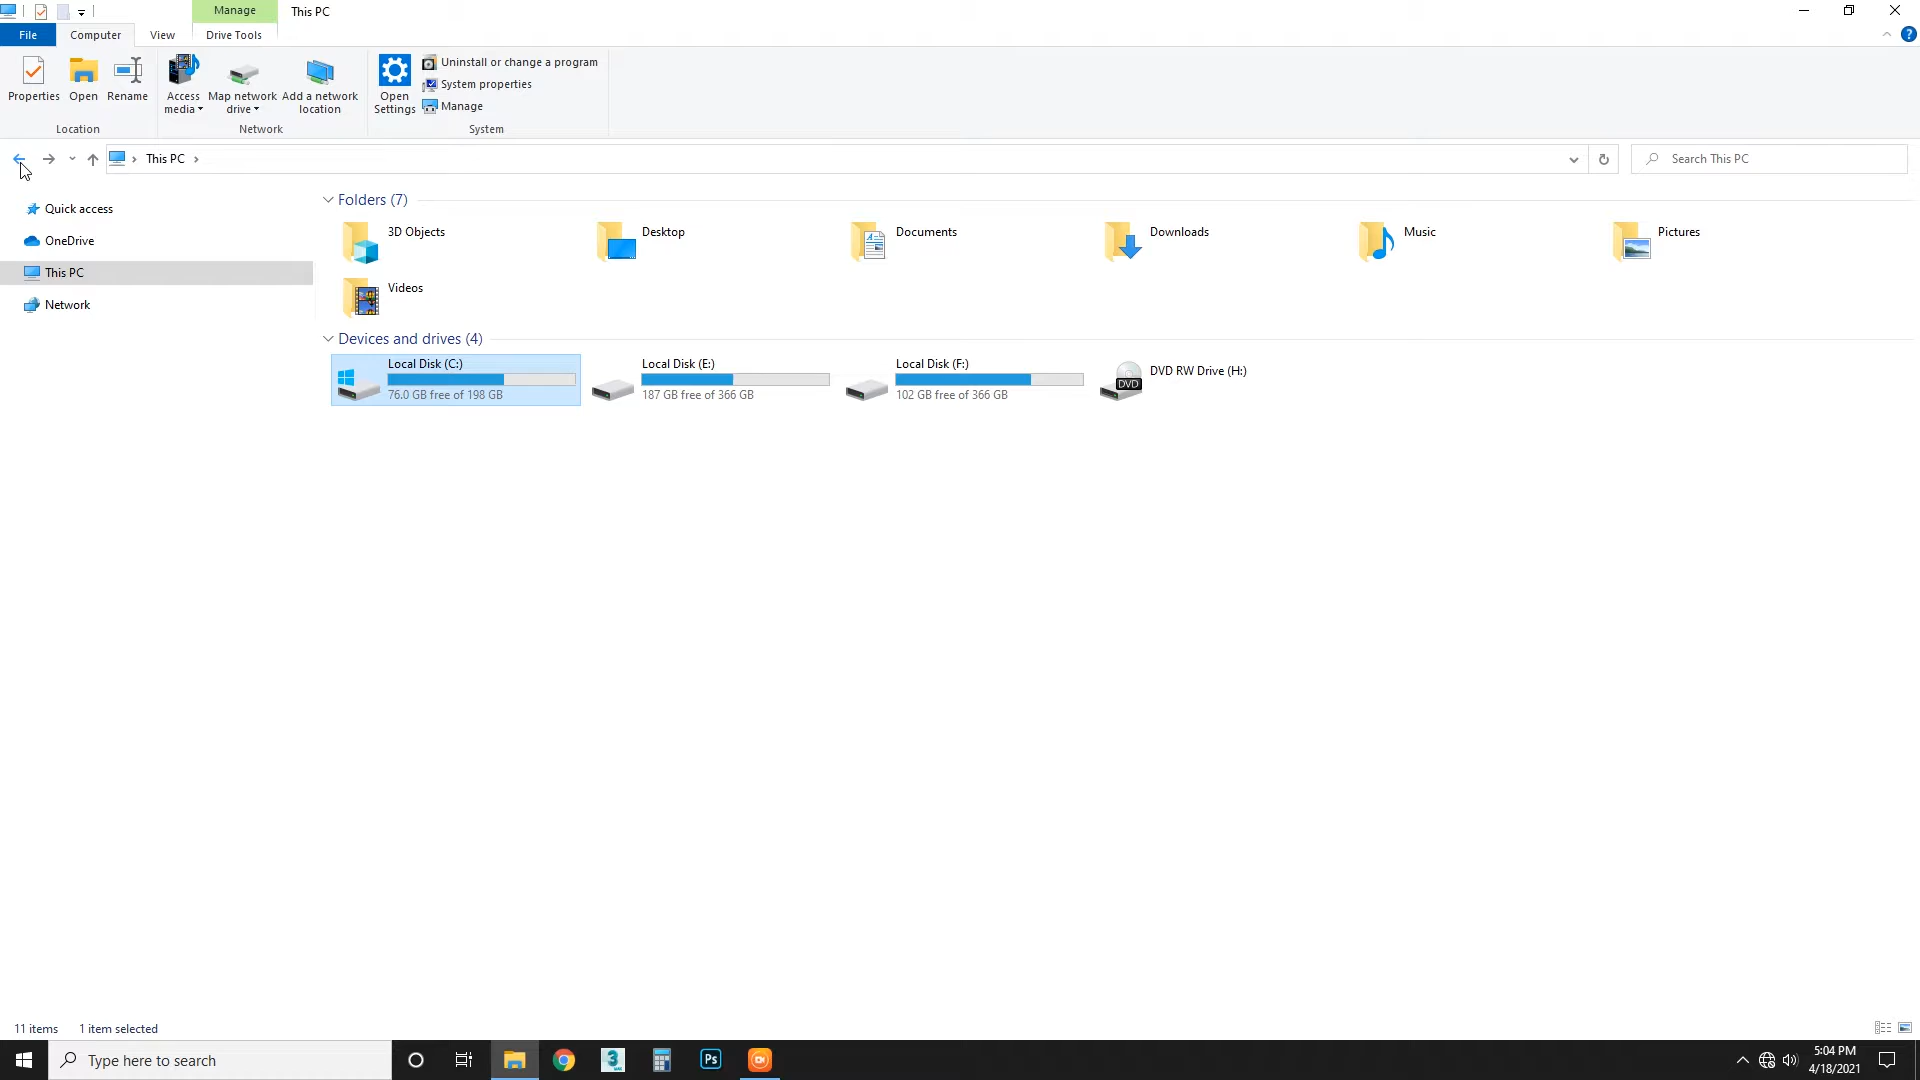 Manage
This PC
File
Computer
View
Drive Tools
Properties
Open
Rename
Access
media
Map network
drive
Add a network
location
Open
Settings
Uninstall or change a program
System properties
Manage
Location
Network
System
This PC
Search This PC
Quick access
OneDrive
This PC
Network
Folders (7)
3D Objects
Desktop
Documents
Downloads
Music
Pictures
Videos
Devices and drives (4)
Local Disk (C:)
76.0 GB free of 198 GB
Local Disk (E:)
187 GB free of 366 GB
Local Disk (F:)
102 GB free of 366 GB
DVD
DVD RW Drive (H:)
11 items
1 item selected
Type here to search
3
Ps
5:04 PM
4/18/2021